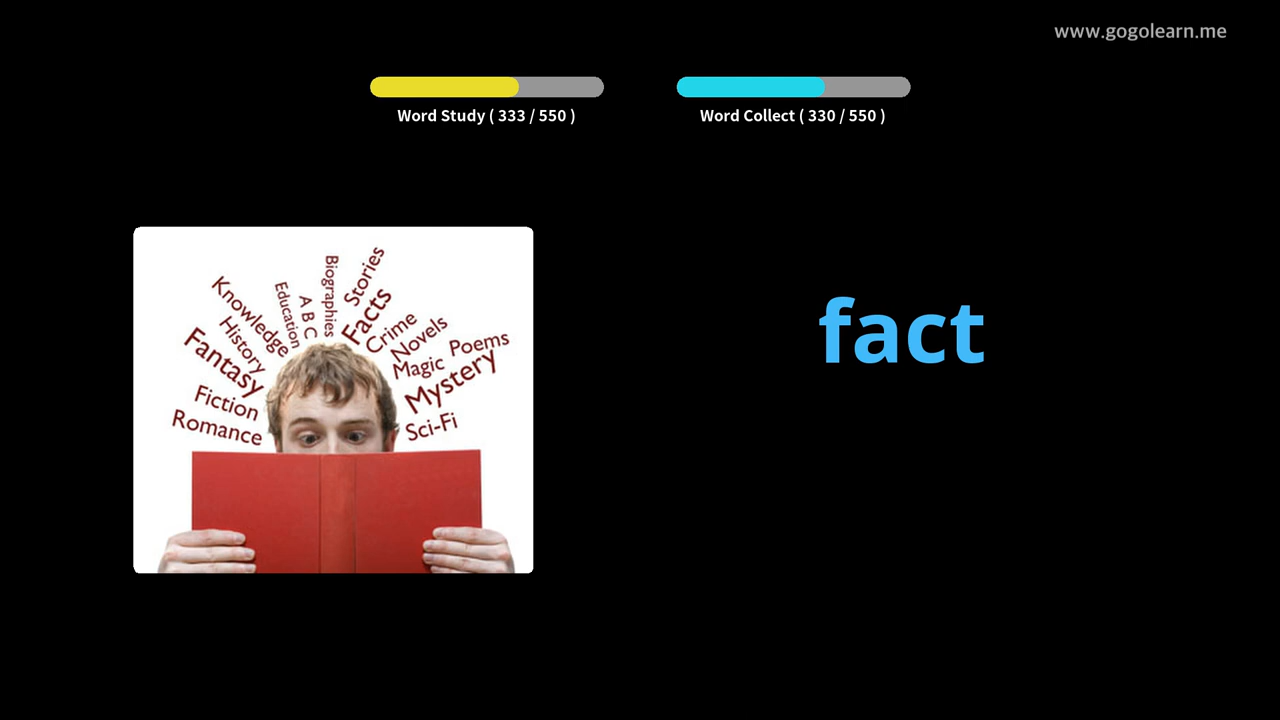 www.gogolearn.me
Word Study ( 333 / 550 )
Word Collect ( 330 / 550 )
Romance
Fiction
Fantasy
History
Knowledge
Education
A B C
Biographies
Stories
Facts
Crime
Novels
Magic
Poems
Mystery
Sci-Fi
fact